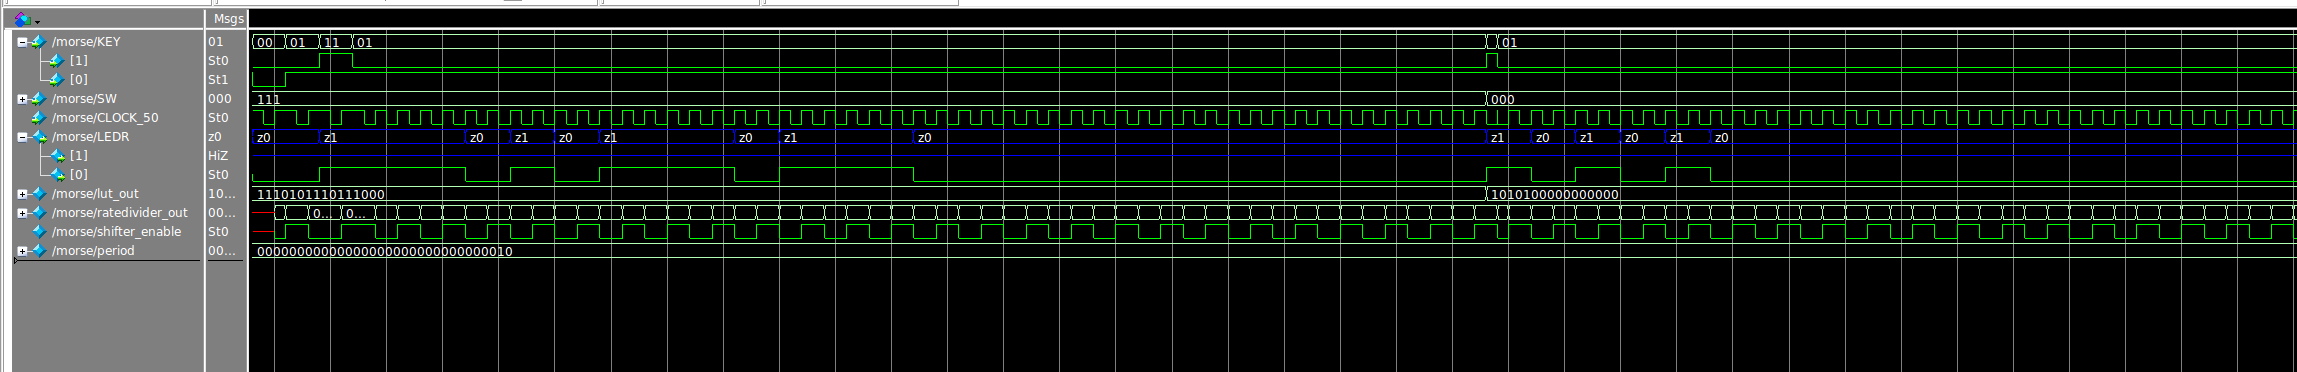 Msgs
/morse/KEY 01 00 01 11 01 01
[1] St0
[0] St1
/morse/SW 000 111 000
/morse/CLOCK_50 St0
/morse/LEDR z0 z0 z1 z0 z1 z0 z1 z0 z1 z0 z1 z0 z1 z0 z1 z0
[1] HiZ
[0] St0
/morse/lut_out 10... 1110101110111000 1010100000000000
/morse/ratedivider_out 00... 0... 0...
/morse/shifter_enable St0
/morse/period 00... 00000000000000000000000000000010